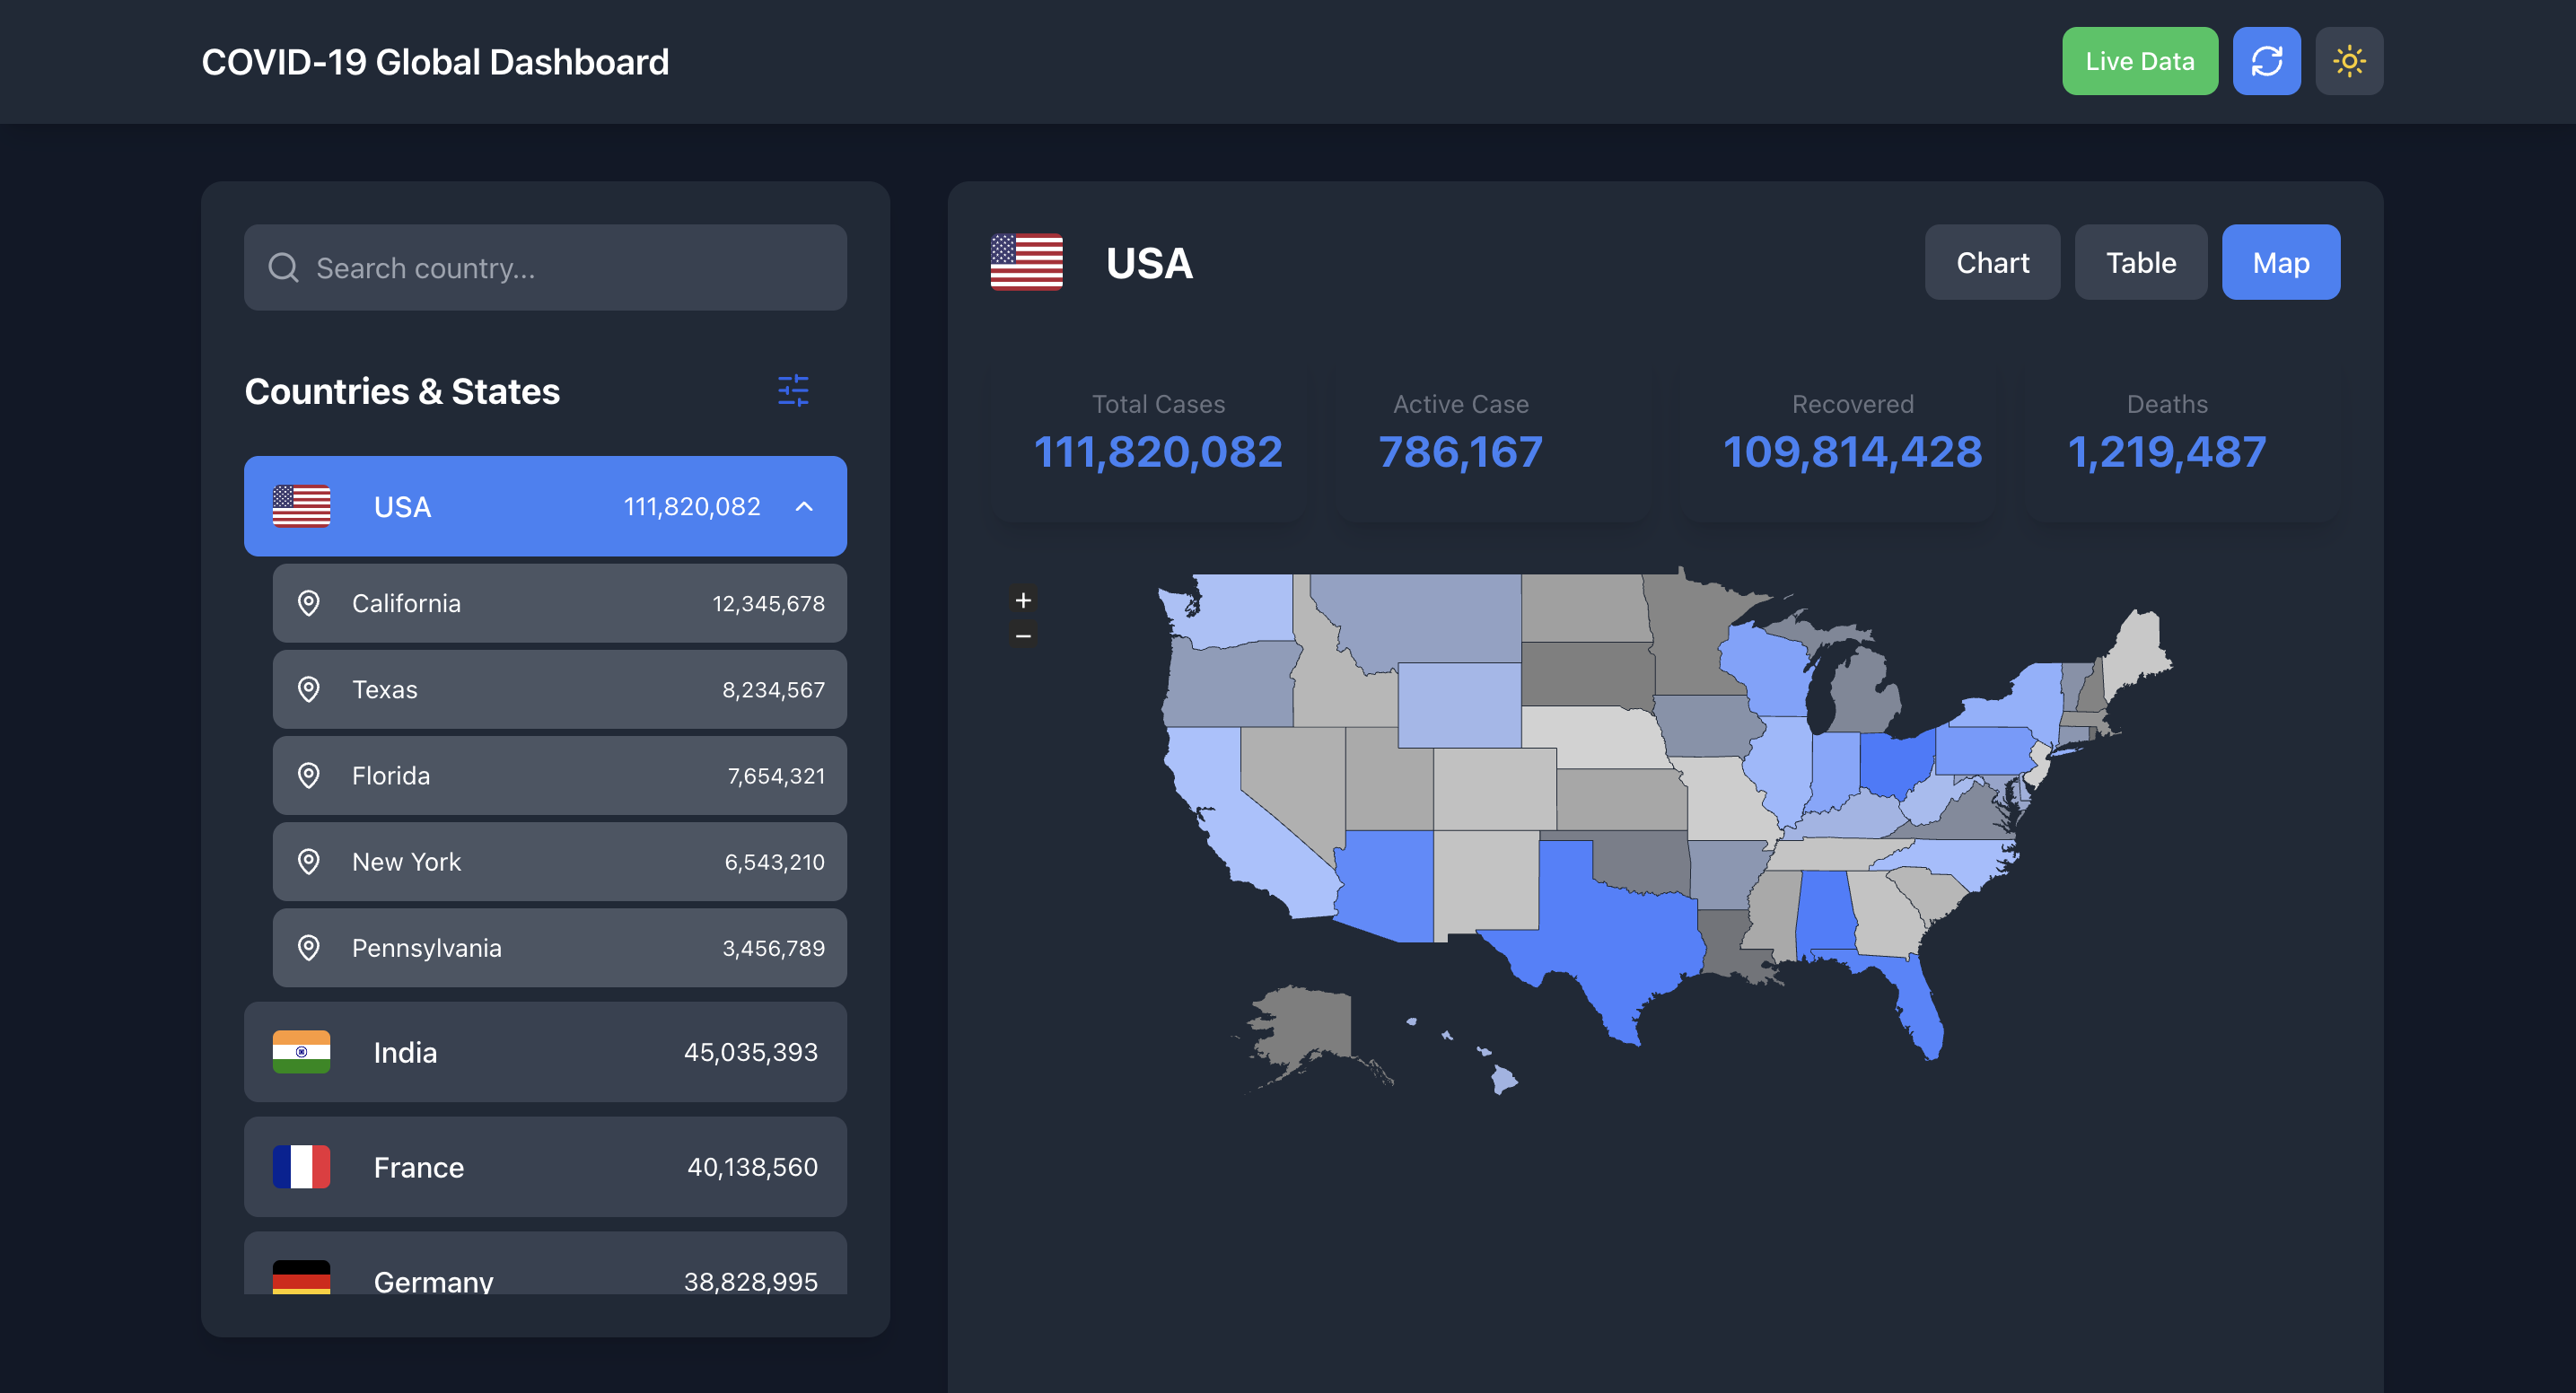 COVID-19 Global Dashboard
Live Data
Search country...
Countries & States
USA 111,820,082
California 12,345,678
Texas 8,234,567
Florida 7,654,321
New York 6,543,210
Pennsylvania 3,456,789
India 45,035,393
France 40,138,560
Germany 38,828,995
USA
Chart Table Map
Total Cases Active Case Recovered Deaths
111,820,082 786,167 109,814,428 1,219,487
+
−